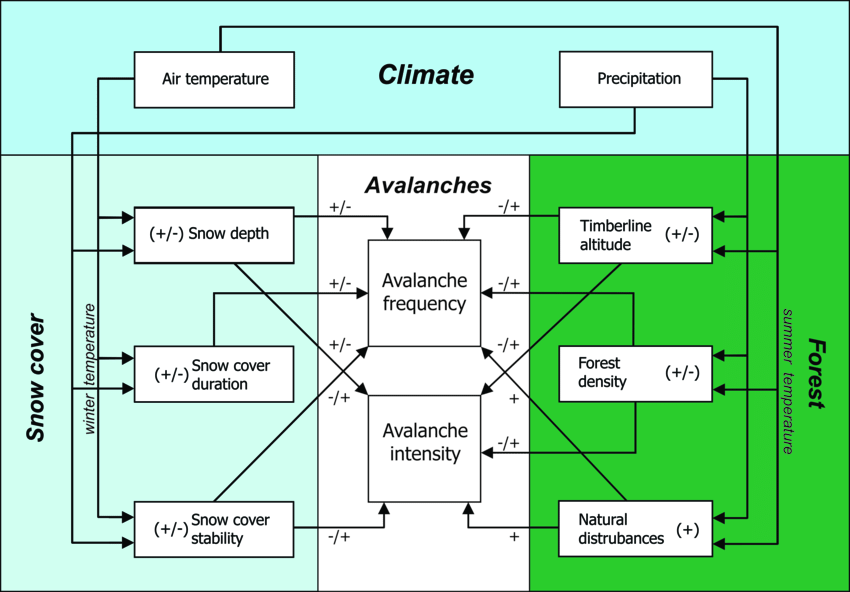 Climate
Air temperature
Precipitation
Avalanches
Snow cover
winter temperature
(+/-) Snow depth
(+/-) Snow cover
duration
(+/-) Snow cover
stability
+/-
+/-
+/-
-/+
-/+
Avalanche
frequency
Avalanche
intensity
-/+
-/+
-/+
+
-/+
+
Timberline
altitude (+/-)
Forest
density (+/-)
Natural
distrubances (+)
summer temperature
Forest